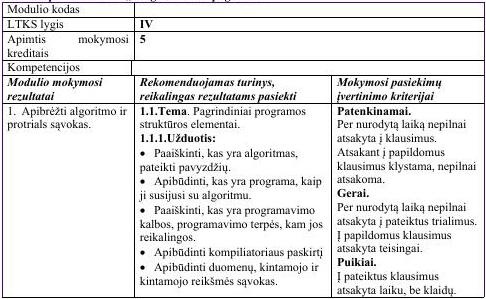 Modulio kodas
LTKS lygis IV
Apimtis mokymosi kreditais 5
Kompetencijos
Modulio mokymosi rezultatai
Rekomenduojamas turinys, reikalingas rezultatams pasiekti
Mokymosi pasiekimų įvertinimo kriterijai
1. Apibrėžti algoritmo ir
protrials sąvokas.
1.1.Tema. Pagrindiniai programos
struktūros elementai.
1.1.1.Užduotis:
• Paaiškinti, kas yra algoritmas,
pateikti pavyzdžių.
• Apibūdinti, kas yra programa, kaip
ji susijusi su algoritmu.
• Paaiškinti, kas yra programavimo
kalbos, programavimo terpės, kam jos
reikalingos.
• Apibūdinti kompiliatoriaus paskirtį
• Apibūdinti duomenų, kintamojo ir
kintamojo reikšmės sąvokas.
Patenkinamai.
Per nurodytą laiką nepilnai
atsakyta į klausimus.
Atsakant į papildomus
klausimus klystama, nepilnai
atsakoma.
Gerai.
Per nurodytą laiką nepilnai
atsakyta į pateiktus trialimus.
Į papildomus klausimus
atsakyta teisingai.
Puikiai.
Į pateiktus klausimus
atsakyta laiku, be klaidų.